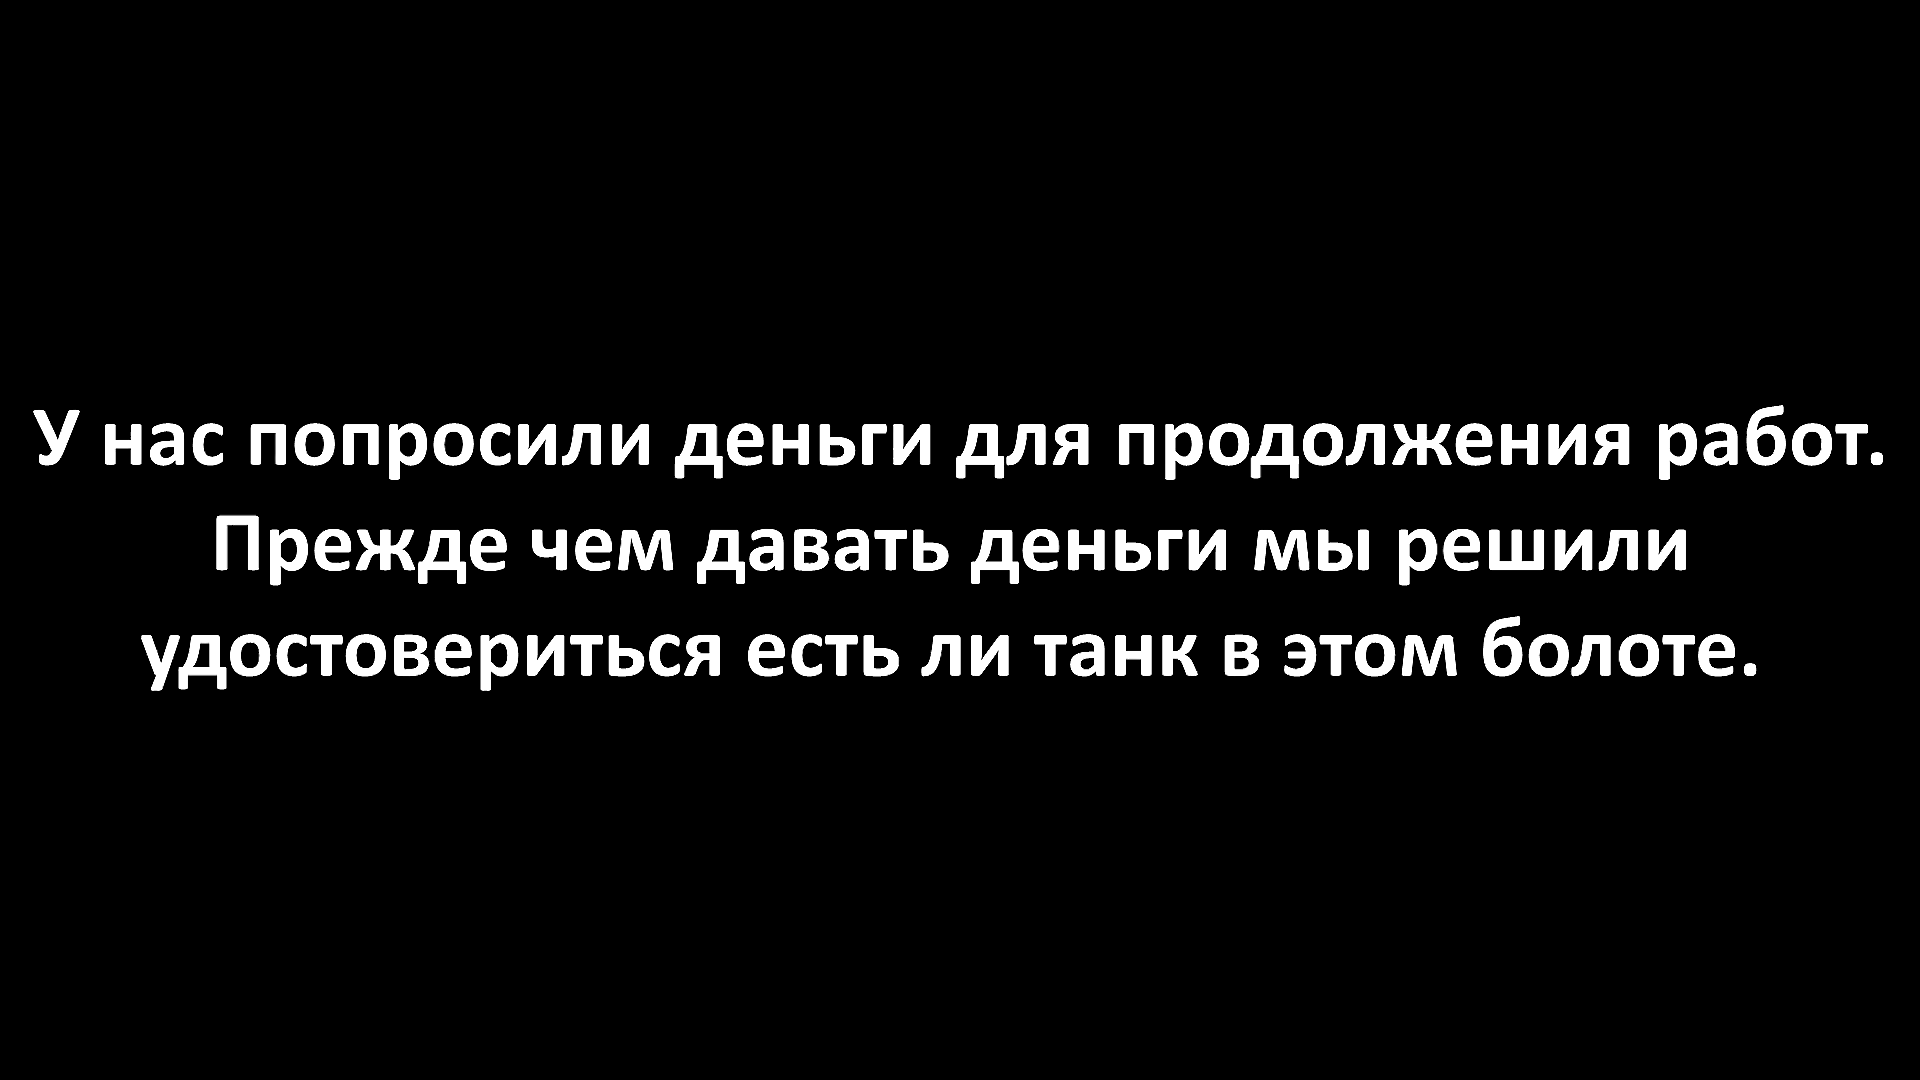 У нас попросили деньги для продолжения работ.
Прежде чем давать деньги мы решили
удостовериться есть ли танк в этом болоте.